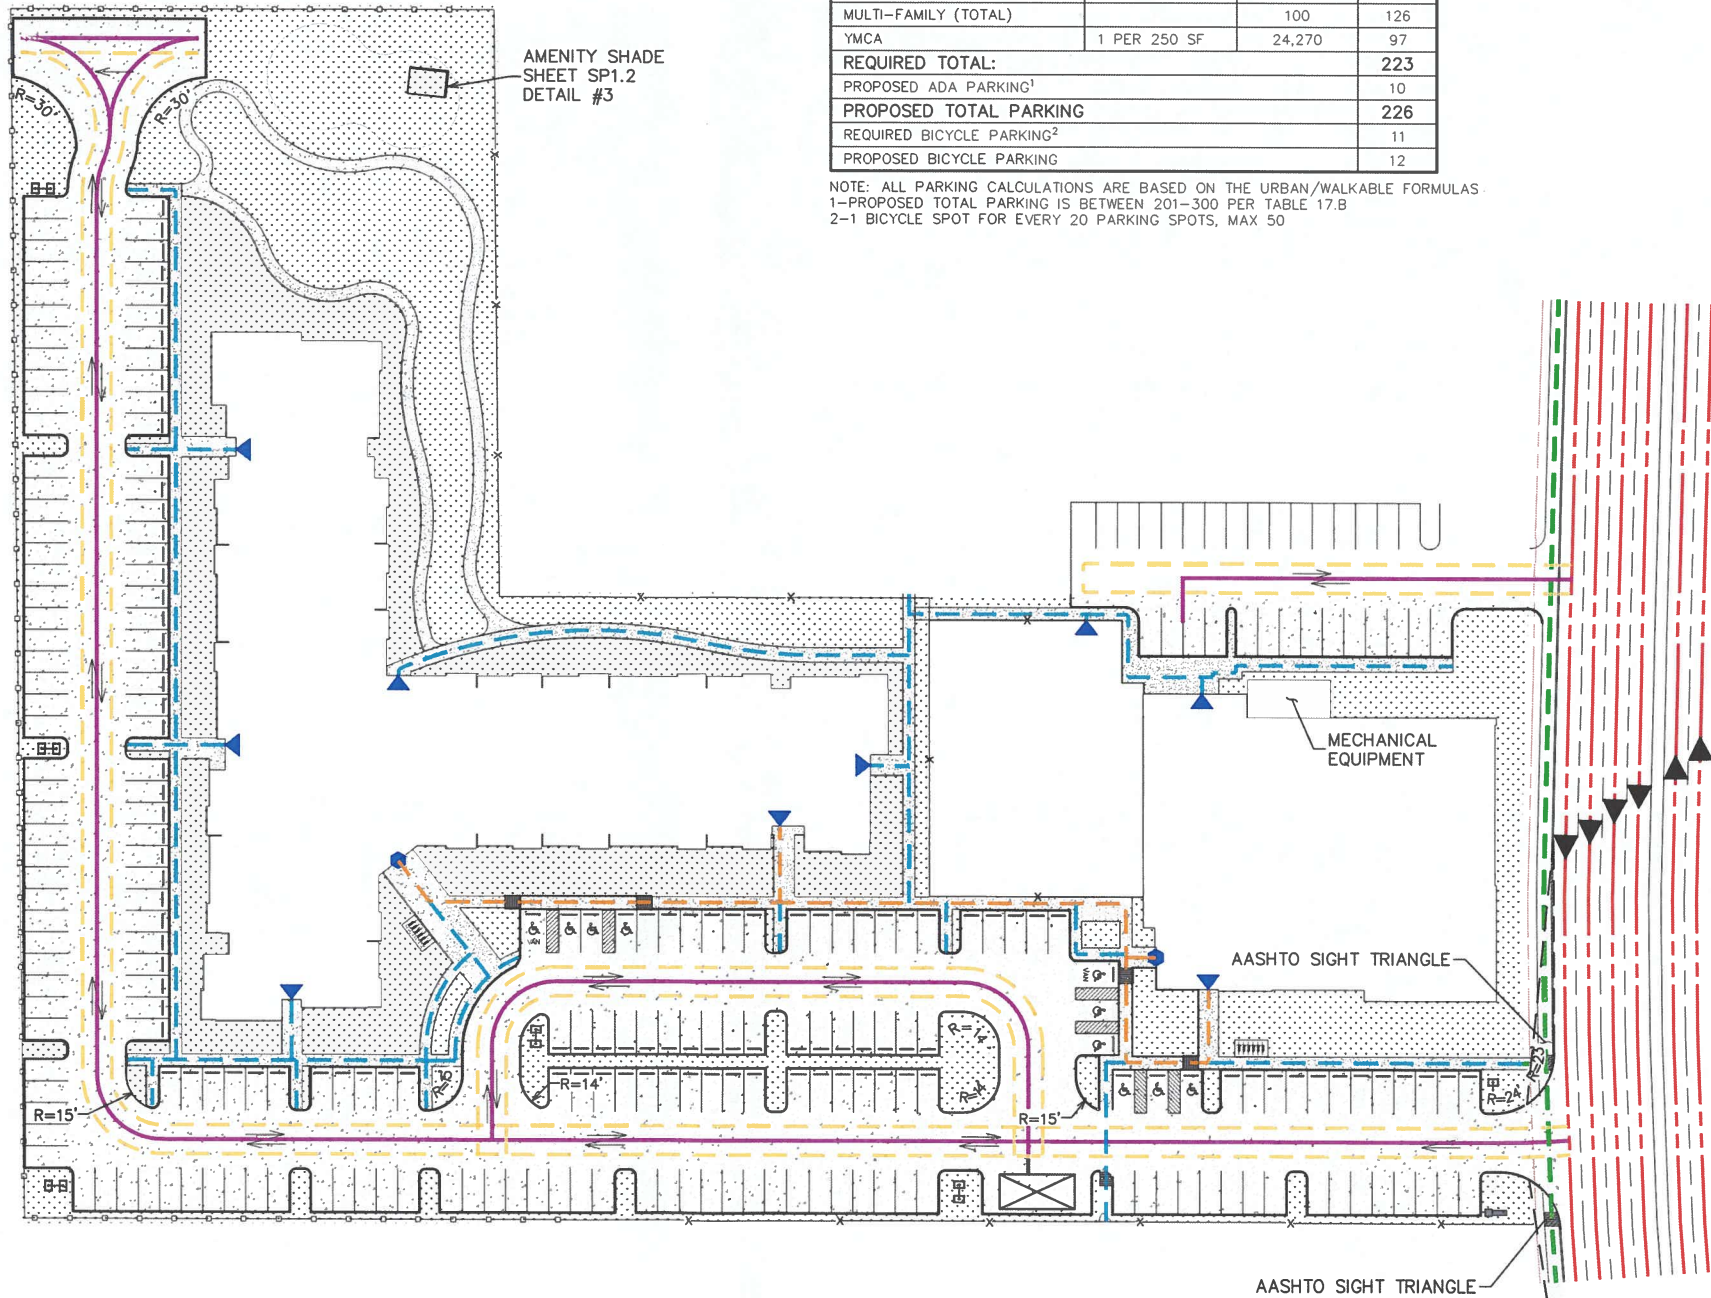 MULTI-FAMILY (TOTAL) 100 126
YMCA 1 PER 250 SF 24,270 97
REQUIRED TOTAL: 223
PROPOSED ADA PARKING¹ 10
PROPOSED TOTAL PARKING 226
REQUIRED BICYCLE PARKING² 11
PROPOSED BICYCLE PARKING 12
NOTE: ALL PARKING CALCULATIONS ARE BASED ON THE URBAN/WALKABLE FORMULAS
1-PROPOSED TOTAL PARKING IS BETWEEN 201-300 PER TABLE 17.B
2-1 BICYCLE SPOT FOR EVERY 20 PARKING SPOTS, MAX 50
AMENITY SHADE
SHEET SP1.2
DETAIL #3
R=30'
R=30'
MECHANICAL
EQUIPMENT
AASHTO SIGHT TRIANGLE
VAN
VAN
R=14'
R=14'
R=14'
R=23'
R=24'
R=15'
R=15'
AASHTO SIGHT TRIANGLE